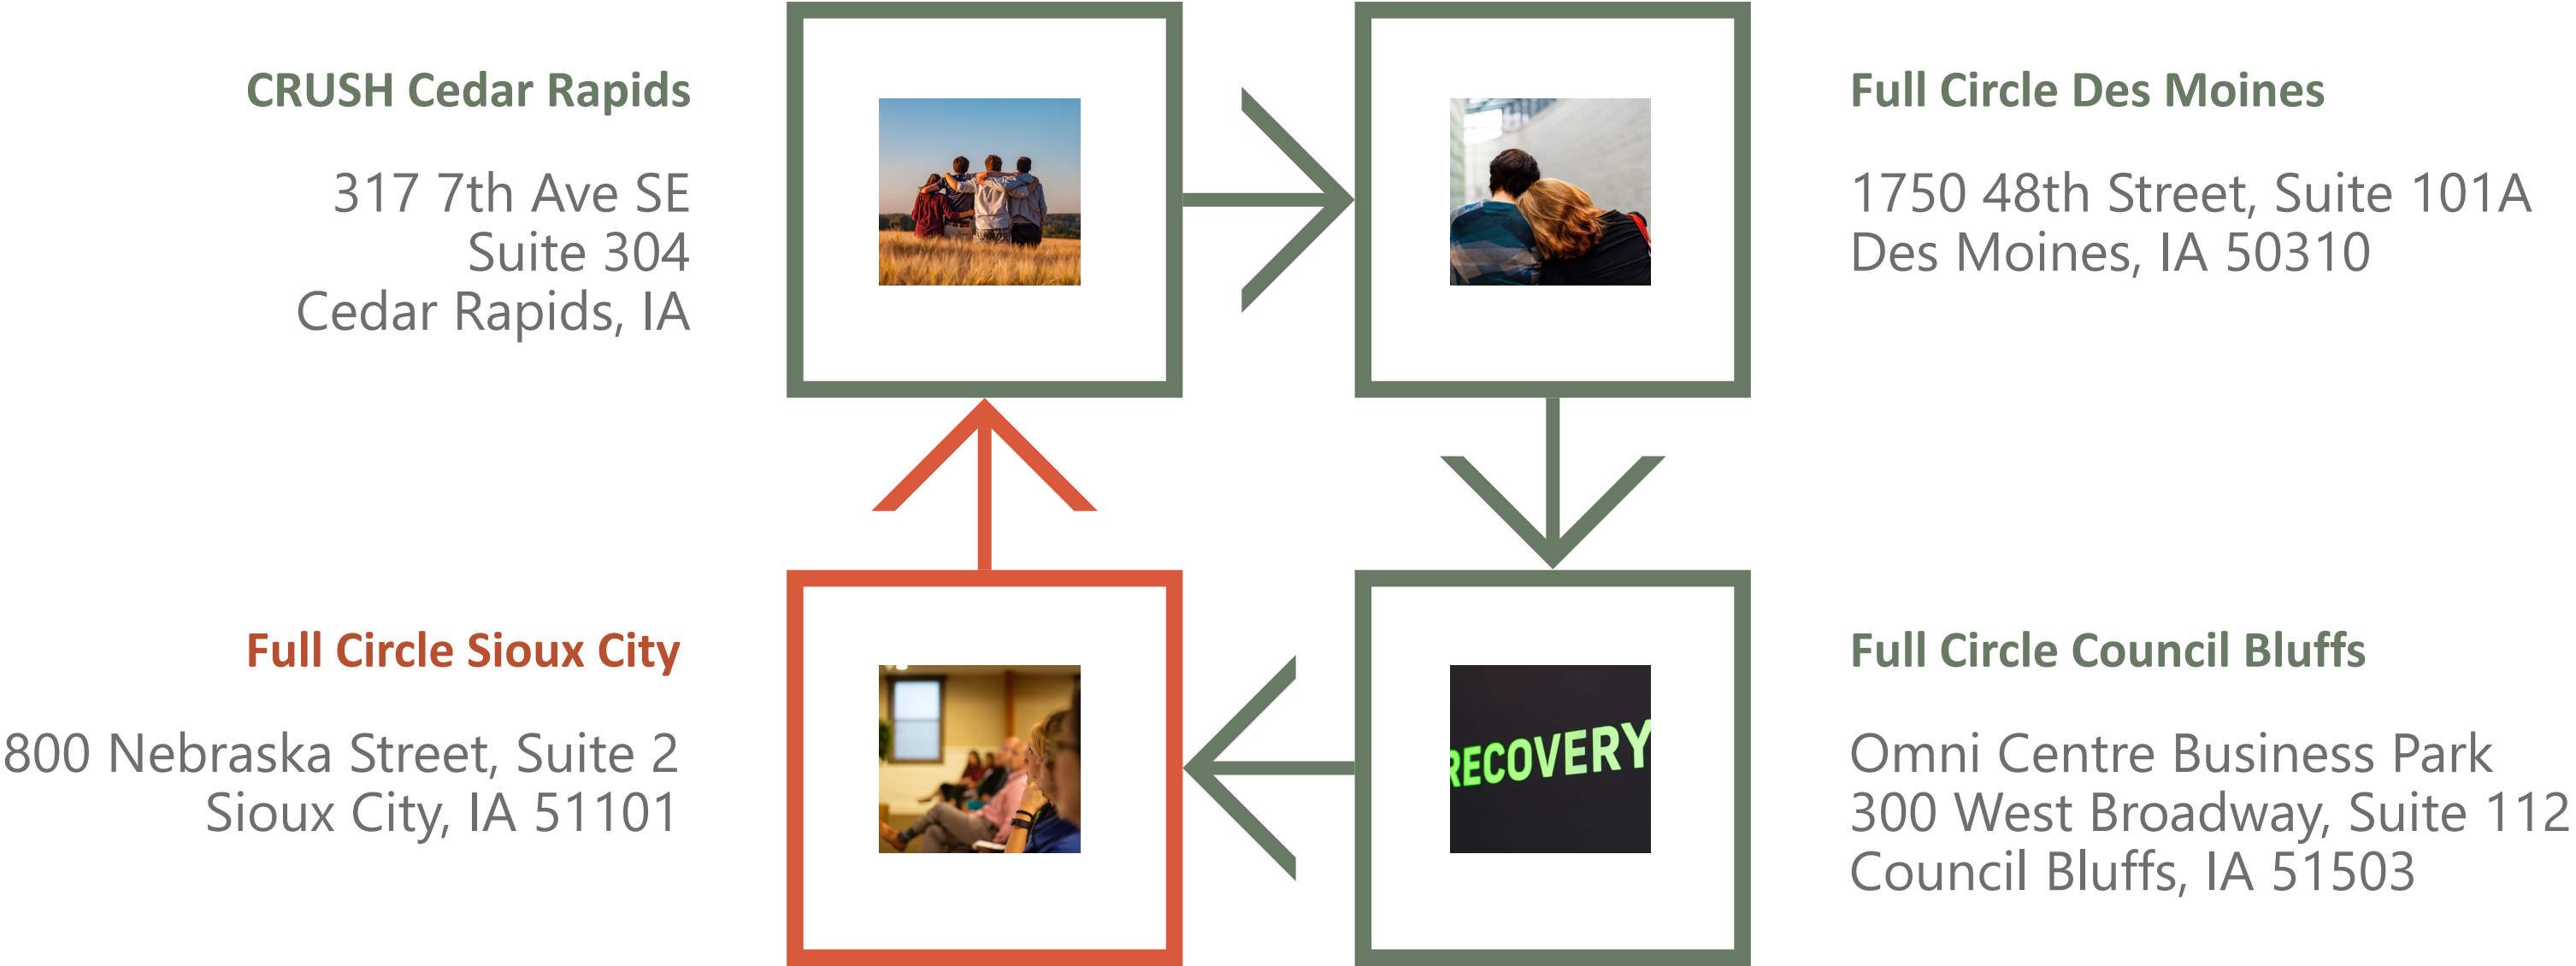 CRUSH Cedar Rapids
317 7th Ave SE
Suite 304
Cedar Rapids, IA
Full Circle Des Moines
1750 48th Street, Suite 101A
Des Moines, IA 50310
Full Circle Sioux City
800 Nebraska Street, Suite 2
Sioux City, IA 51101
RECOVERY
Full Circle Council Bluffs
Omni Centre Business Park
300 West Broadway, Suite 112
Council Bluffs, IA 51503